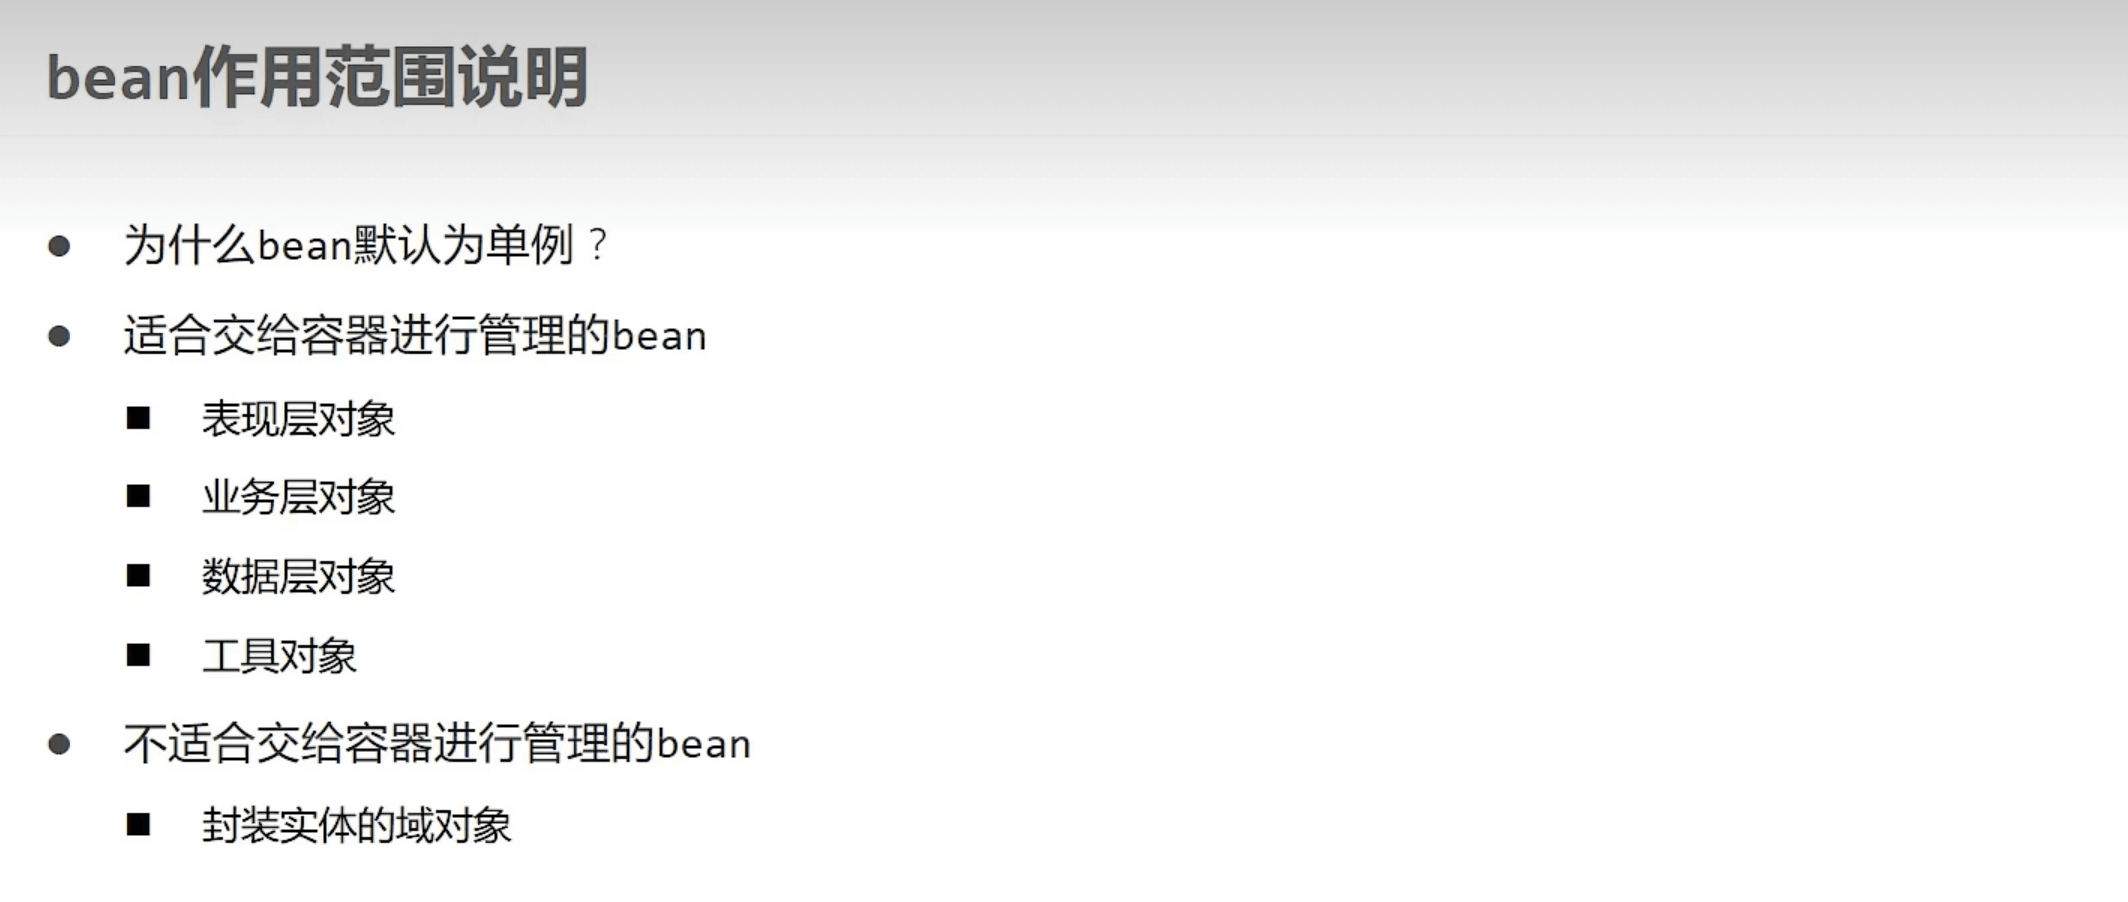 bean作用范围说明
为什么bean默认为单例？
适合交给容器进行管理的bean
表现层对象
业务层对象
数据层对象
工具对象
不适合交给容器进行管理的bean
封装实体的域对象